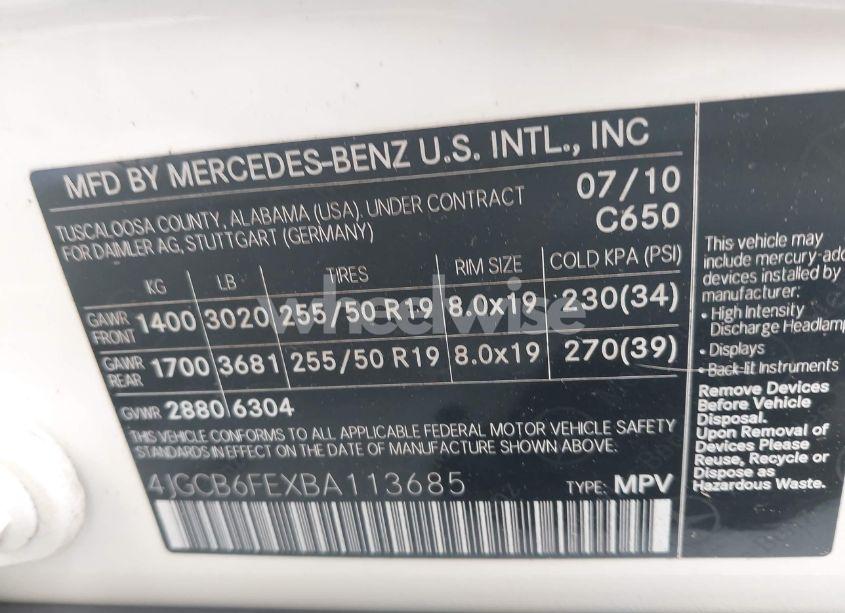 MFD BY MERCEDES-BENZ U.S. INTL., INC
TUSCALOOSA COUNTY, ALABAMA (USA). UNDER CONTRACT
FOR DAIMLER AG, STUTTGART (GERMANY)
07/10
C650
KG LB TIRES RIM SIZE COLD KPA (PSI)
GAWR FRONT 1400 3020 255/50 R19 8.0x19 230(34)
GAWR REAR 1700 3681 255/50 R19 8.0x19 270(39)
GVWR 2880 6304
THIS VEHICLE CONFORMS TO ALL APPLICABLE FEDERAL MOTOR VEHICLE SAFETY
STANDARDS IN EFFECT ON THE DATE OF MANUFACTURE SHOWN ABOVE:
4JGCB6FEXBA113685 TYPE: MPV
This vehicle may
include mercury-add
devices installed by
manufacturer:
• High Intensity
Discharge Headlamp
• Displays
• Back-lit Instruments
Remove Devices
Before Vehicle
Disposal.
Upon Removal of
Devices Please
Reuse, Recycle or
Dispose as
Hazardous Waste.
wheelwise